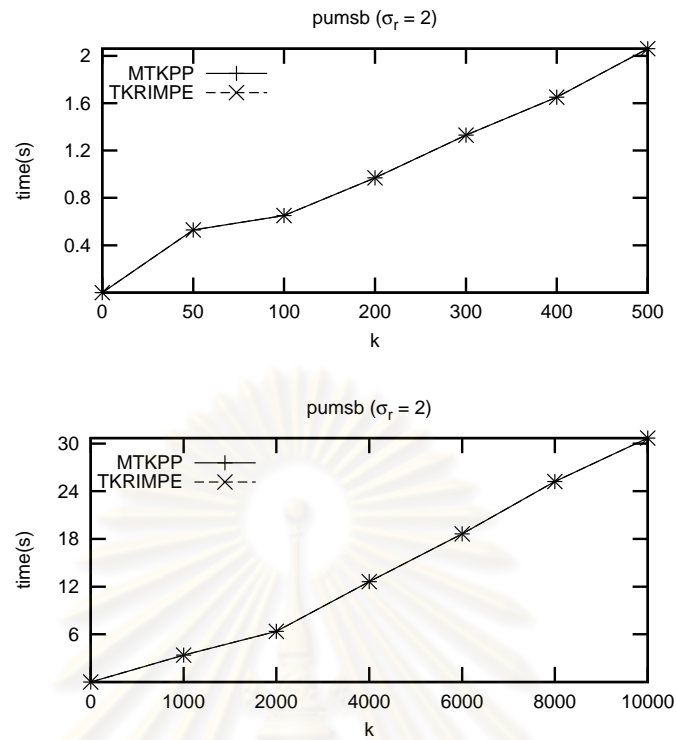 pumsb (σr = 2)
2
1.6
1.2
0.8
0.4
time(s)
MTKPP
TKRIMPE
0 50 100 200 300 400 500
k
pumsb (σr = 2)
30
24
18
12
6
time(s)
MTKPP
TKRIMPE
0 1000 2000 4000 6000 8000 10000
k